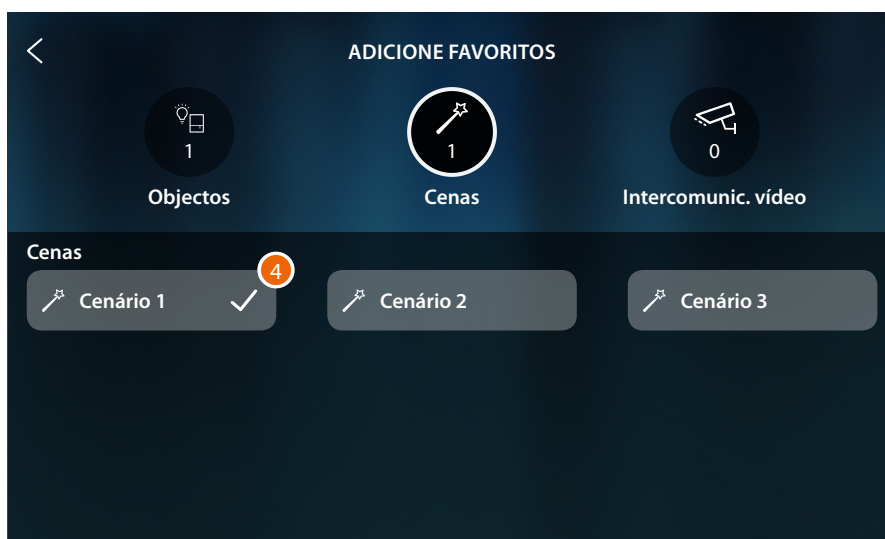 ADICIONE FAVORITOS
1
1
0
Objectos
Cenas
Intercomunic. vídeo
Cenas
4
Cenário 1
Cenário 2
Cenário 3